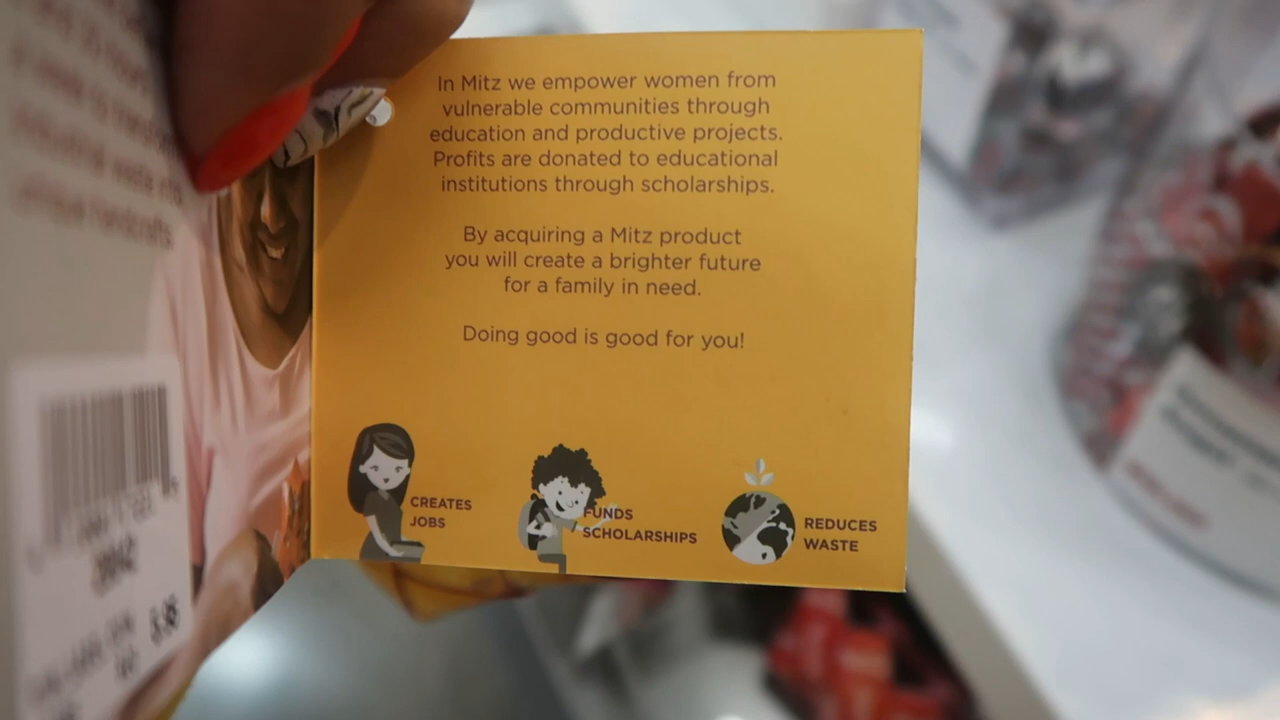 In Mitz we empower women from
vulnerable communities through
education and productive projects.
Profits are donated to educational
institutions through scholarships.
By acquiring a Mitz product
you will create a brighter future
for a family in need.
Doing good is good for you!
CREATES
JOBS
FUNDS
SCHOLARSHIPS
REDUCES
WASTE